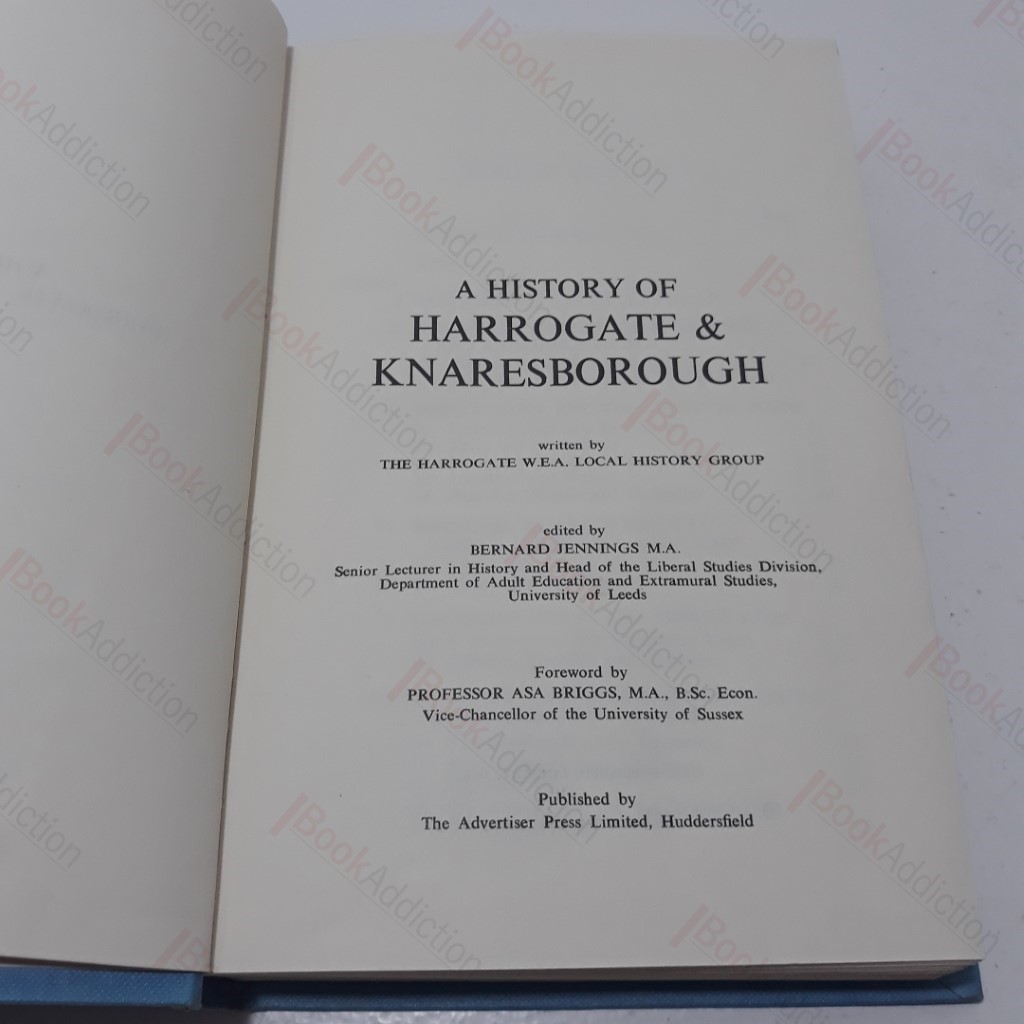 A HISTORY OF
HARROGATE &
KNARESBOROUGH
written by
THE HARROGATE W.E.A. LOCAL HISTORY GROUP
edited by
BERNARD JENNINGS M.A.
Senior Lecturer in History and Head of the Liberal Studies Division,
Department of Adult Education and Extramural Studies,
University of Leeds
Foreword by
PROFESSOR ASA BRIGGS, M.A., B.Sc. Econ.
Vice-Chancellor of the University of Sussex
Published by
The Advertiser Press Limited, Huddersfield
BookAddiction